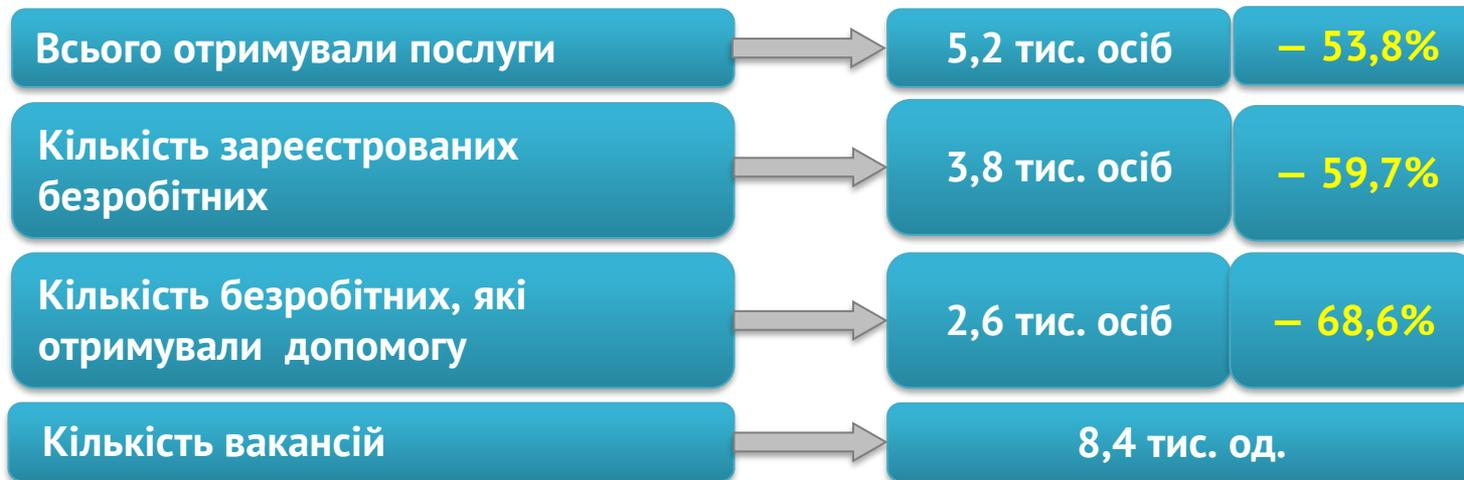 Всього отримували послуги
5,2 тис. осіб
— 53,8%
Кількість зареєстрованих
безробітних
3,8 тис. осіб
— 59,7%
Кількість безробітних, які
отримували допомогу
2,6 тис. осіб
— 68,6%
Кількість вакансій
8,4 тис. од.